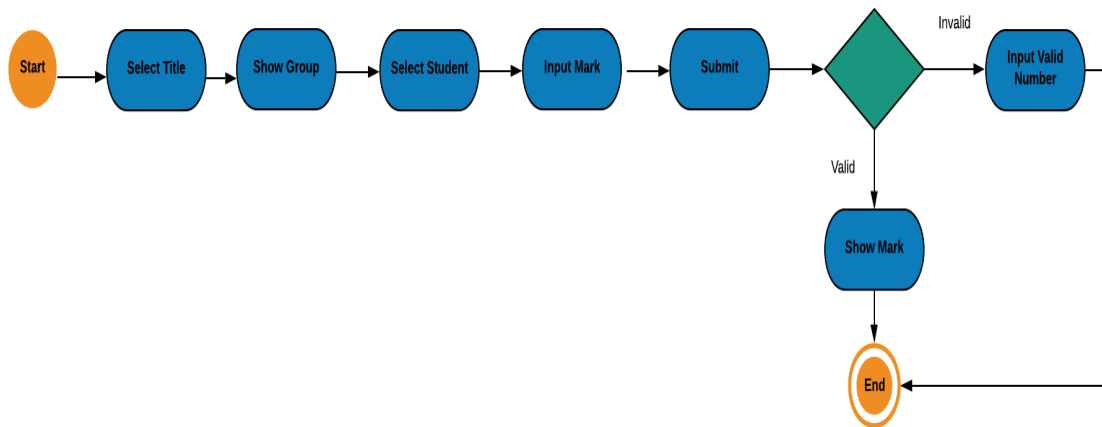 Start
Select Title
Show Group
Select Student
Input Mark
Submit
Invalid
Input Valid
Number
Valid
Show Mark
End